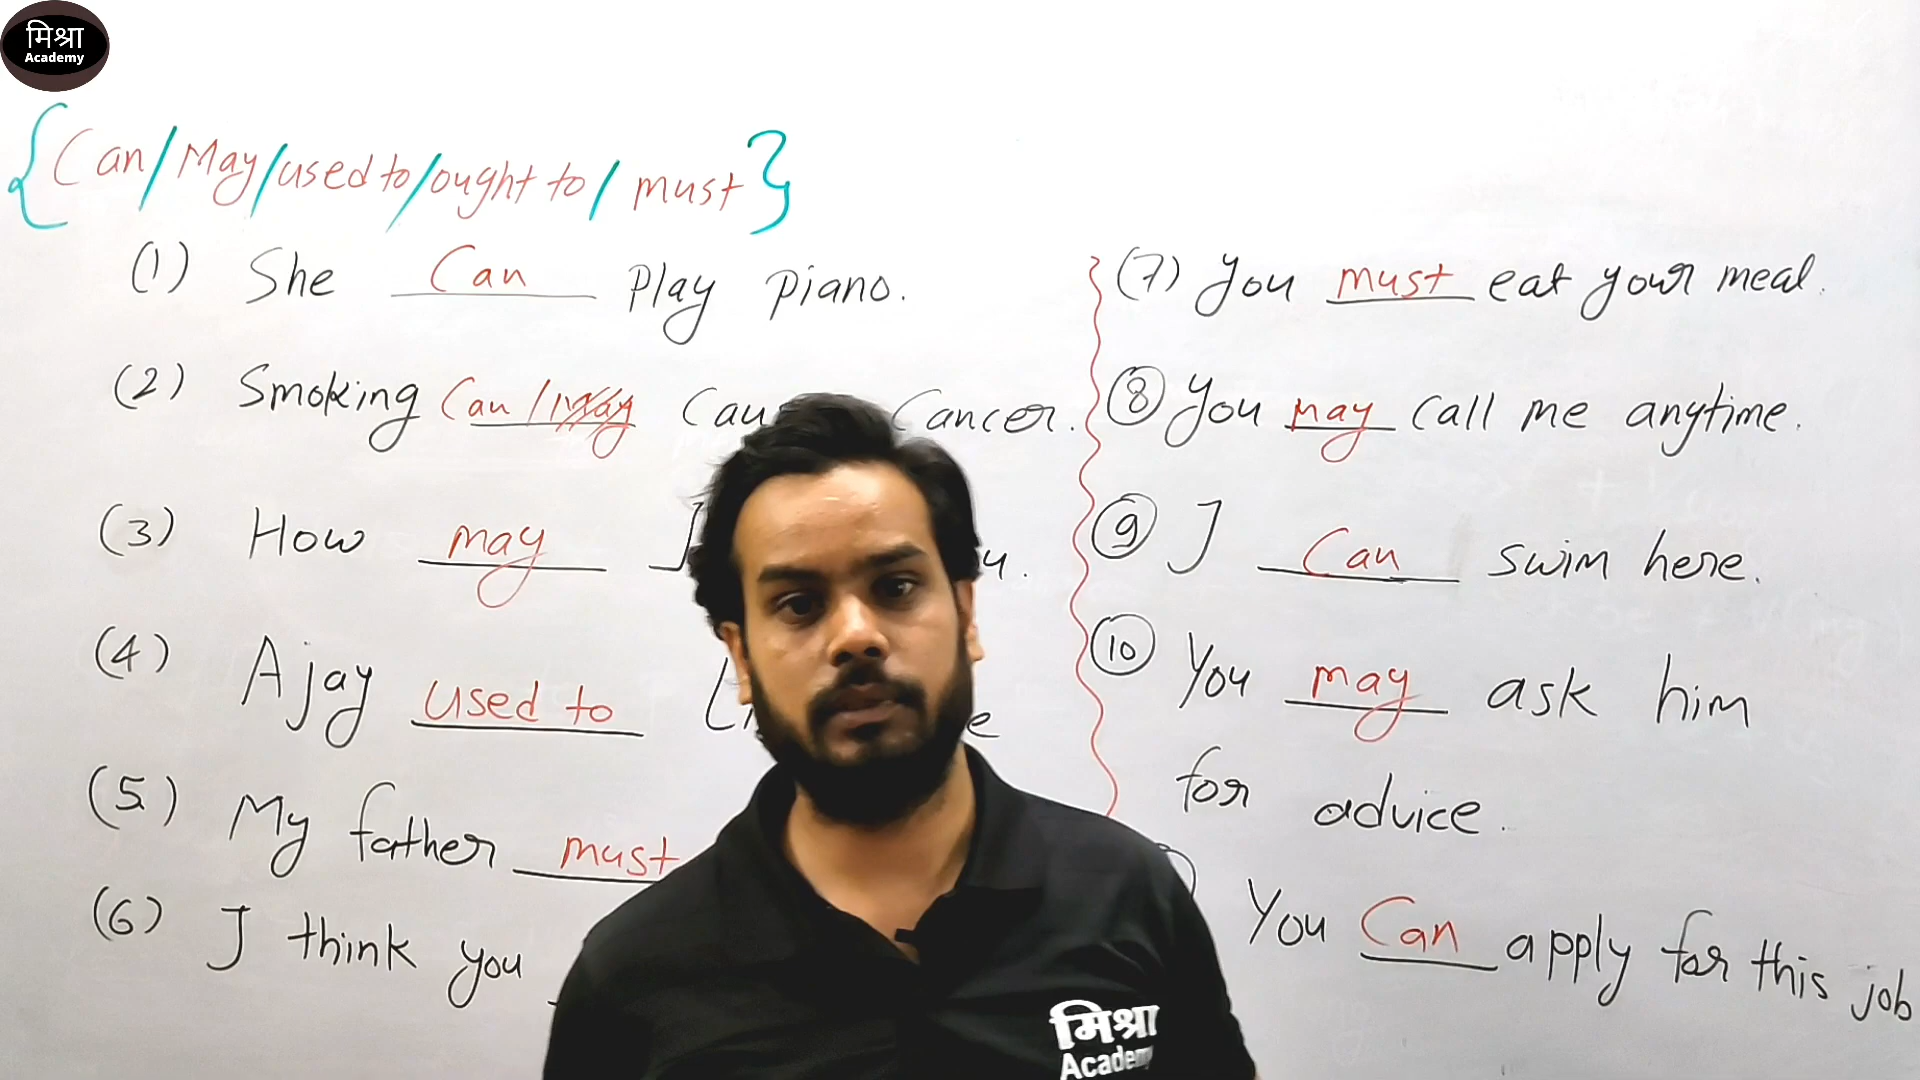 मिश्रा
Academy
{Can/May/used to/ought to/must}
(1) She Can Play piano.
(2) Smoking Can/may Cancer.
(3) How may
(4) Ajay used to
(5) My father must
(6) I think you
(7) You must eat your meal.
(8) You may call me anytime.
(9) I Can swim here.
(10) You may ask him
for advice.
You Can apply for this job
मिश्रा
Academy